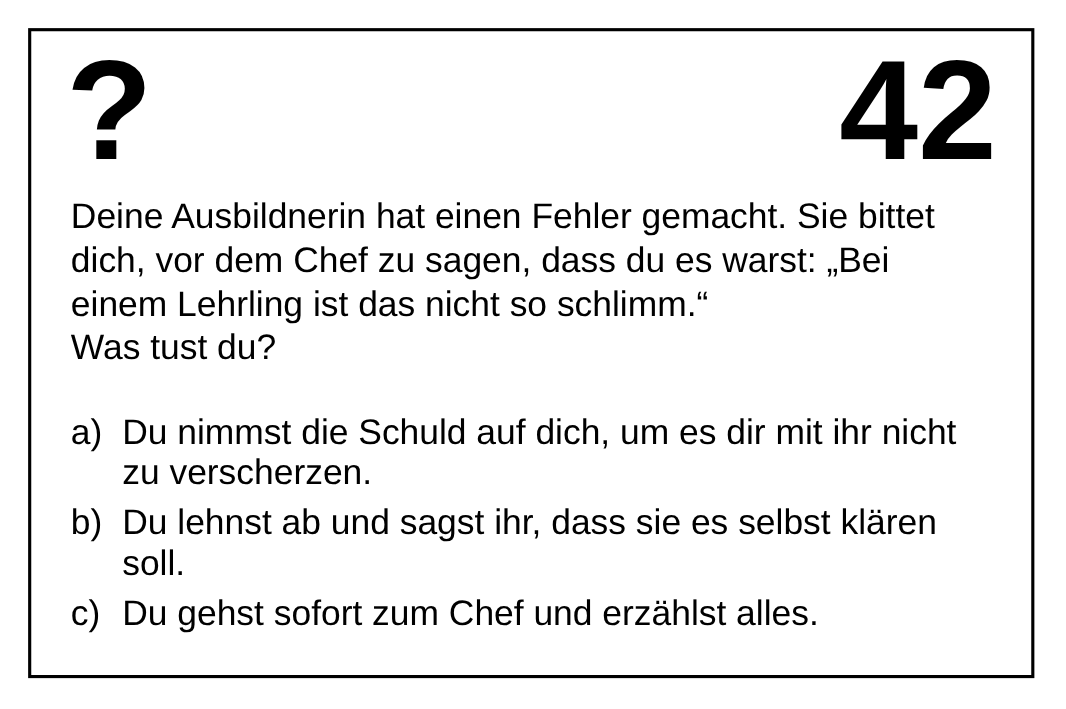 ? 42
Deine Ausbildnerin hat einen Fehler gemacht. Sie bittet
dich, vor dem Chef zu sagen, dass du es warst: „Bei
einem Lehrling ist das nicht so schlimm.“
Was tust du?
a) Du nimmst die Schuld auf dich, um es dir mit ihr nicht
zu verscherzen.
b) Du lehnst ab und sagst ihr, dass sie es selbst klären
soll.
c) Du gehst sofort zum Chef und erzählst alles.